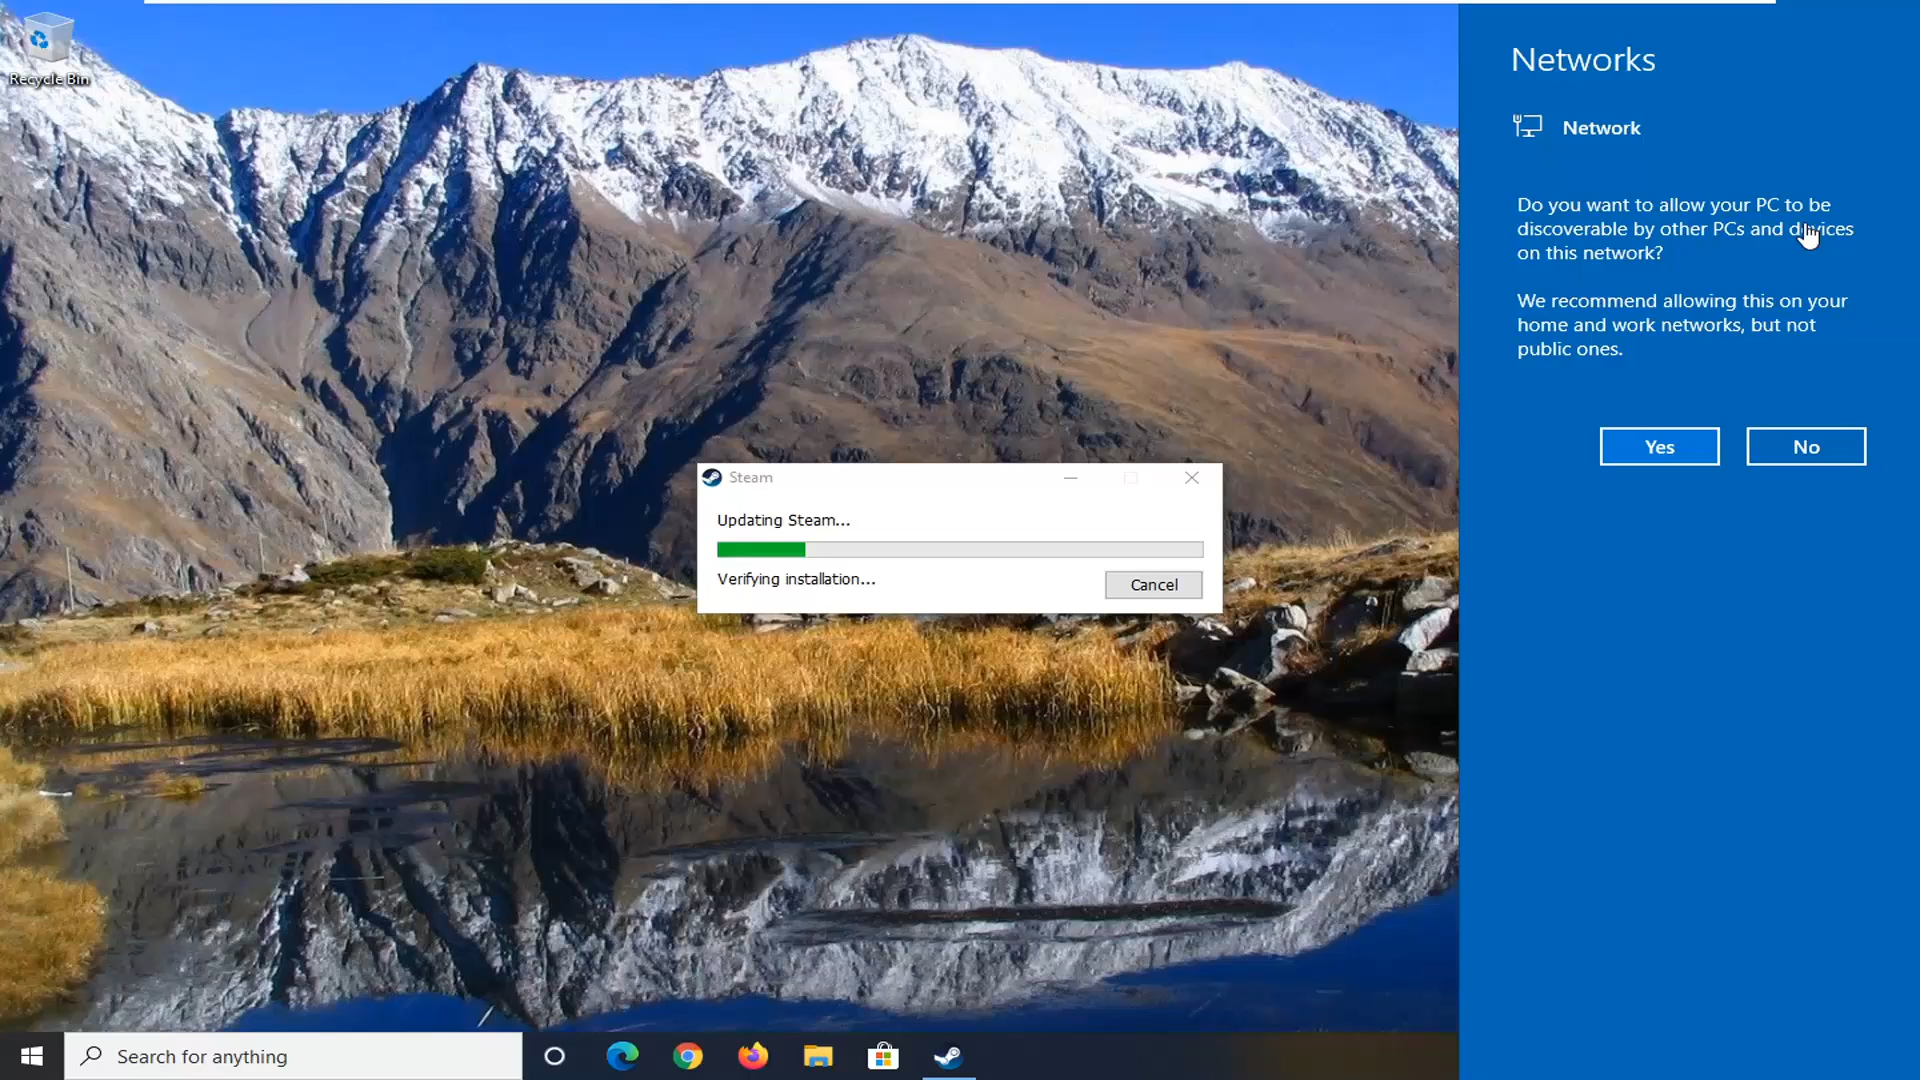 Recycle Bin
Networks
Network
Do you want to allow your PC to be
discoverable by other PCs and devices
on this network?
We recommend allowing this on your
home and work networks, but not
public ones.
Yes
No
Steam
Updating Steam...
Verifying installation...
Cancel
Search for anything